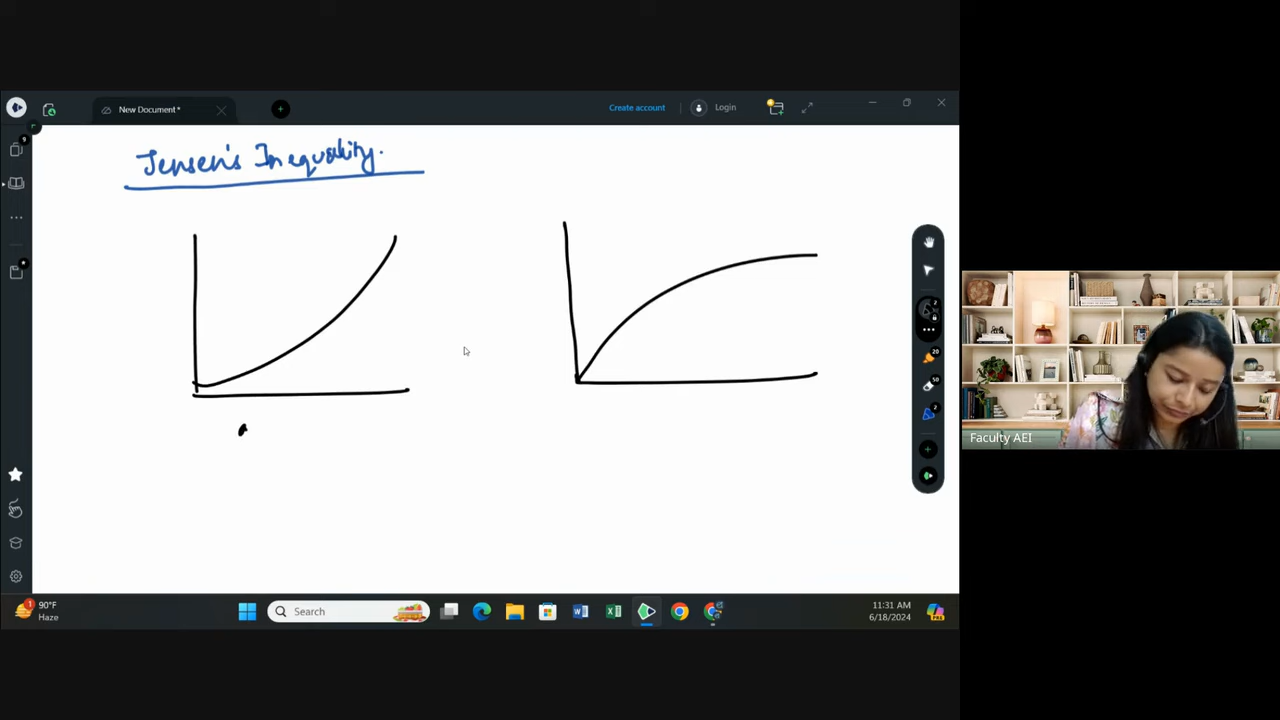 New Document*
Create account
Login
Jensen's Inequality.
Faculty AEI
90°F
Haze
Search
11:31 AM
6/18/2024